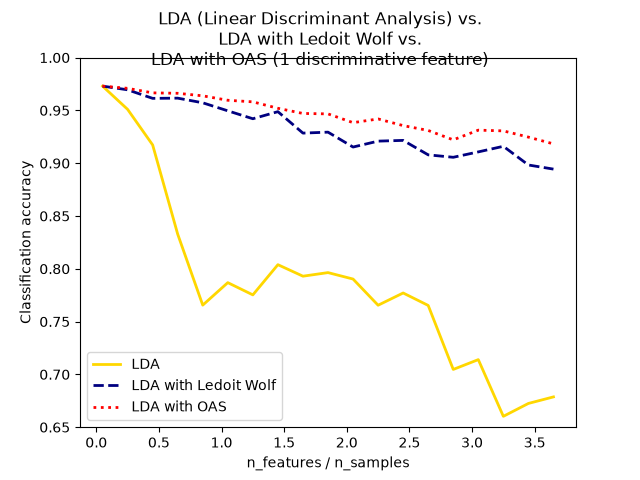 LDA (Linear Discriminant Analysis) vs.
LDA with Ledoit Wolf vs.
LDA with OAS (1 discriminative feature)
1.00
0.95
0.90
0.85
0.80
0.75
0.70
0.65
Classification accuracy
LDA
LDA with Ledoit Wolf
LDA with OAS
0.0 0.5 1.0 1.5 2.0 2.5 3.0 3.5
n_features / n_samples